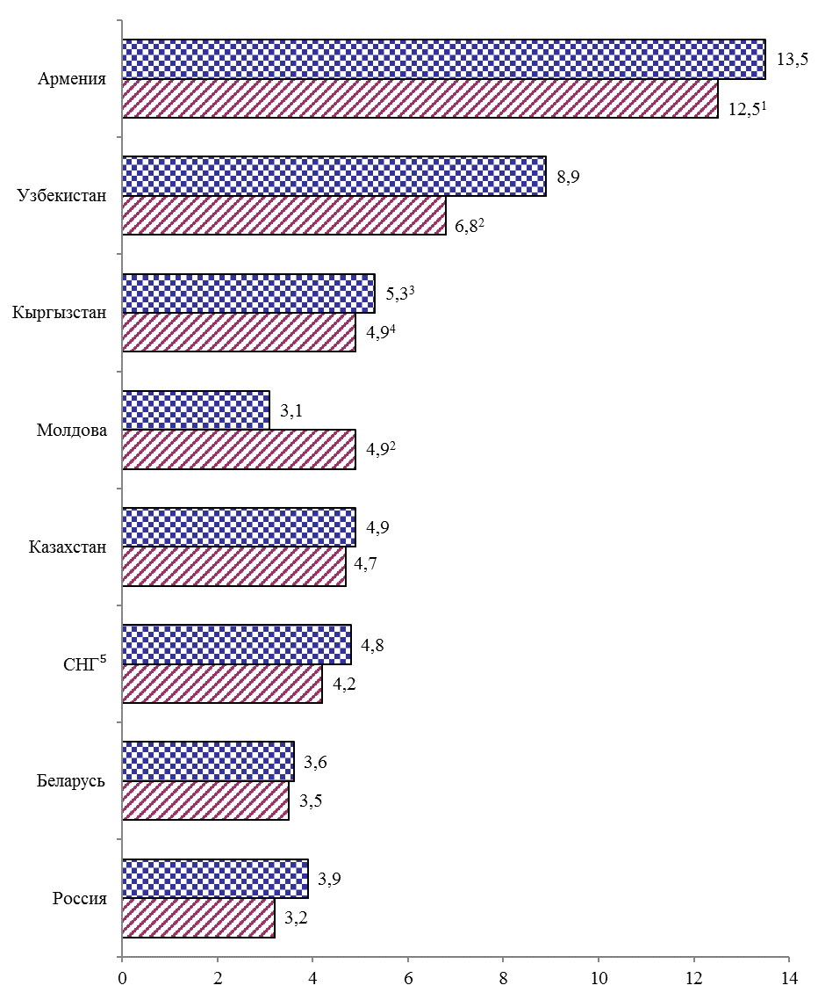 Армения
13,5
12,5¹
Узбекистан
8,9
6,8²
Кыргызстан
5,3³
4,9⁴
Молдова
3,1
4,9²
Казахстан
4,9
4,7
СНГ⁵
4,8
4,2
Беларусь
3,6
3,5
Россия
3,9
3,2
0 2 4 6 8 10 12 14